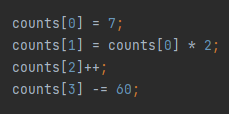 counts[0] = 7;
counts[1] = counts[0] * 2;
counts[2]++;
counts[3] -= 60;